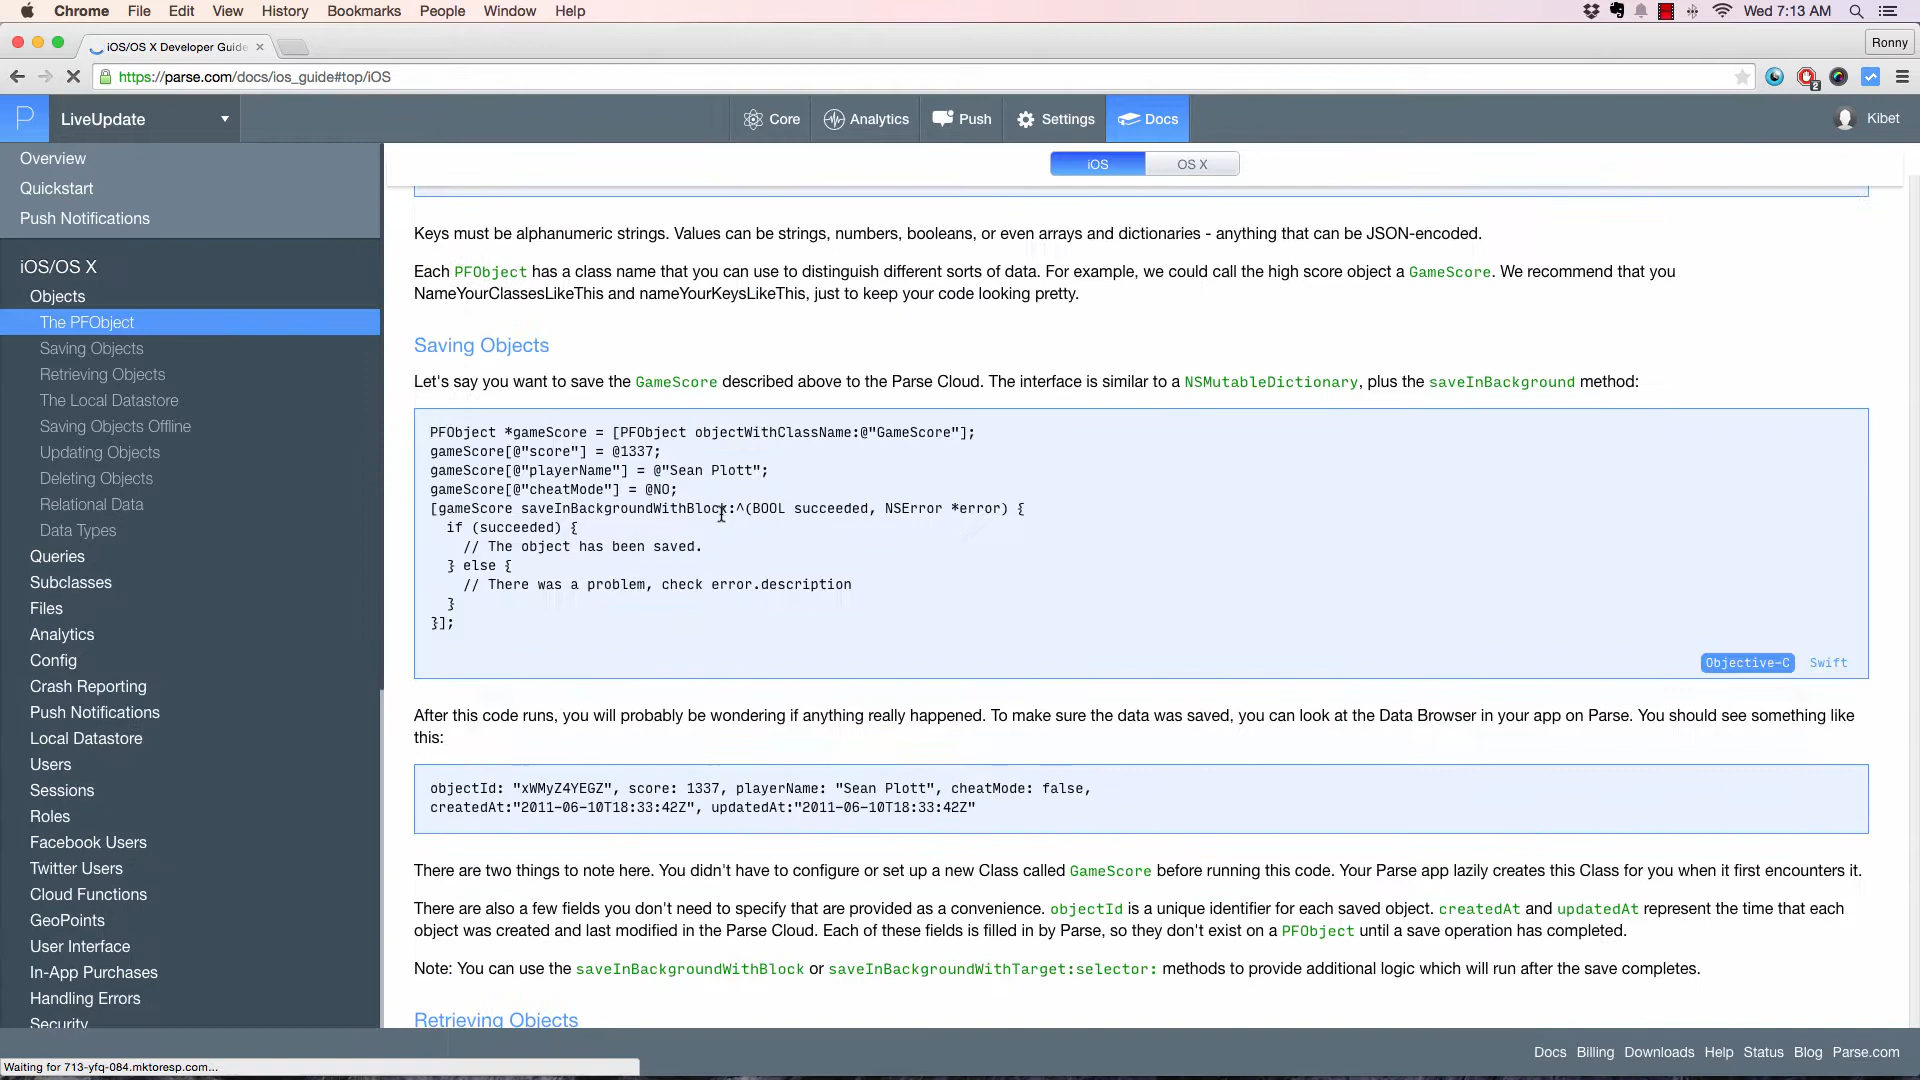 Chrome File Edit View History Bookmarks People Window Help
Wed 7:13 AM
iOS/OS X Developer Guide
Ronny
https://parse.com/docs/ios_guide#top/iOS
2
P
LiveUpdate
Core
Analytics
Push
Settings
Docs
Kibet
Overview
Quickstart
Push Notifications
iOS/OS X
Objects
The PFObject
Saving Objects
Retrieving Objects
The Local Datastore
Saving Objects Offline
Updating Objects
Deleting Objects
Relational Data
Data Types
Queries
Subclasses
Files
Analytics
Config
Crash Reporting
Push Notifications
Local Datastore
Users
Sessions
Roles
Facebook Users
Twitter Users
Cloud Functions
GeoPoints
User Interface
In-App Purchases
Handling Errors
Security
iOS
OS X
Keys must be alphanumeric strings. Values can be strings, numbers, booleans, or even arrays and dictionaries - anything that can be JSON-encoded.
Each PFObject has a class name that you can use to distinguish different sorts of data. For example, we could call the high score object a GameScore. We recommend that you
NameYourClassesLikeThis and nameYourKeysLikeThis, just to keep your code looking pretty.
Saving Objects
Let's say you want to save the GameScore described above to the Parse Cloud. The interface is similar to a NSMutableDictionary, plus the saveInBackground method:
PFObject *gameScore = [PFObject objectWithClassName:@"GameScore"];
gameScore[@"score"] = @1337;
gameScore[@"playerName"] = @"Sean Plott";
gameScore[@"cheatMode"] = @NO;
[gameScore saveInBackgroundWithBlock:^(BOOL succeeded, NSError *error) {
if (succeeded) {
// The object has been saved.
} else {
// There was a problem, check error.description
}
}];
Objective-C Swift
After this code runs, you will probably be wondering if anything really happened. To make sure the data was saved, you can look at the Data Browser in your app on Parse. You should see something like
this:
objectId: "xWMyZ4YEGZ", score: 1337, playerName: "Sean Plott", cheatMode: false,
createdAt:"2011-06-10T18:33:42Z", updatedAt:"2011-06-10T18:33:42Z"
There are two things to note here. You didn't have to configure or set up a new Class called GameScore before running this code. Your Parse app lazily creates this Class for you when it first encounters it.
There are also a few fields you don't need to specify that are provided as a convenience. objectId is a unique identifier for each saved object. createdAt and updatedAt represent the time that each
object was created and last modified in the Parse Cloud. Each of these fields is filled in by Parse, so they don't exist on a PFObject until a save operation has completed.
Note: You can use the saveInBackgroundWithBlock or saveInBackgroundWithTarget:selector: methods to provide additional logic which will run after the save completes.
Retrieving Objects
Docs Billing Downloads Help Status Blog Parse.com
Waiting for 713-yfq-084.mktoresp.com...